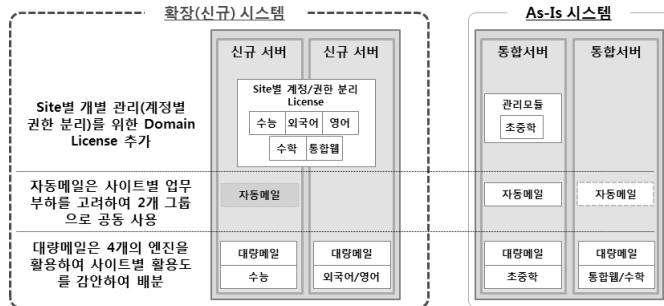 확장(신규) 시스템
As-Is 시스템
신규 서버
신규 서버
통합서버
통합서버
Site별 개별 관리(계정별
권한 분리)를 위한 Domain
License 추가
Site별 계정/권한 분리
License
수능
외국어
영어
수학
통합웹
관리모듈
초중학
자동메일은 사이트별 업무
부하를 고려하여 2개 그룹
으로 공동 사용
자동메일
자동메일
자동메일
대량메일은 4개의 엔진을
활용하여 사이트별 활용도
를 감안하여 배분
대량메일
수능
대량메일
외국어/영어
대량메일
초중학
대량메일
통합웹/수학